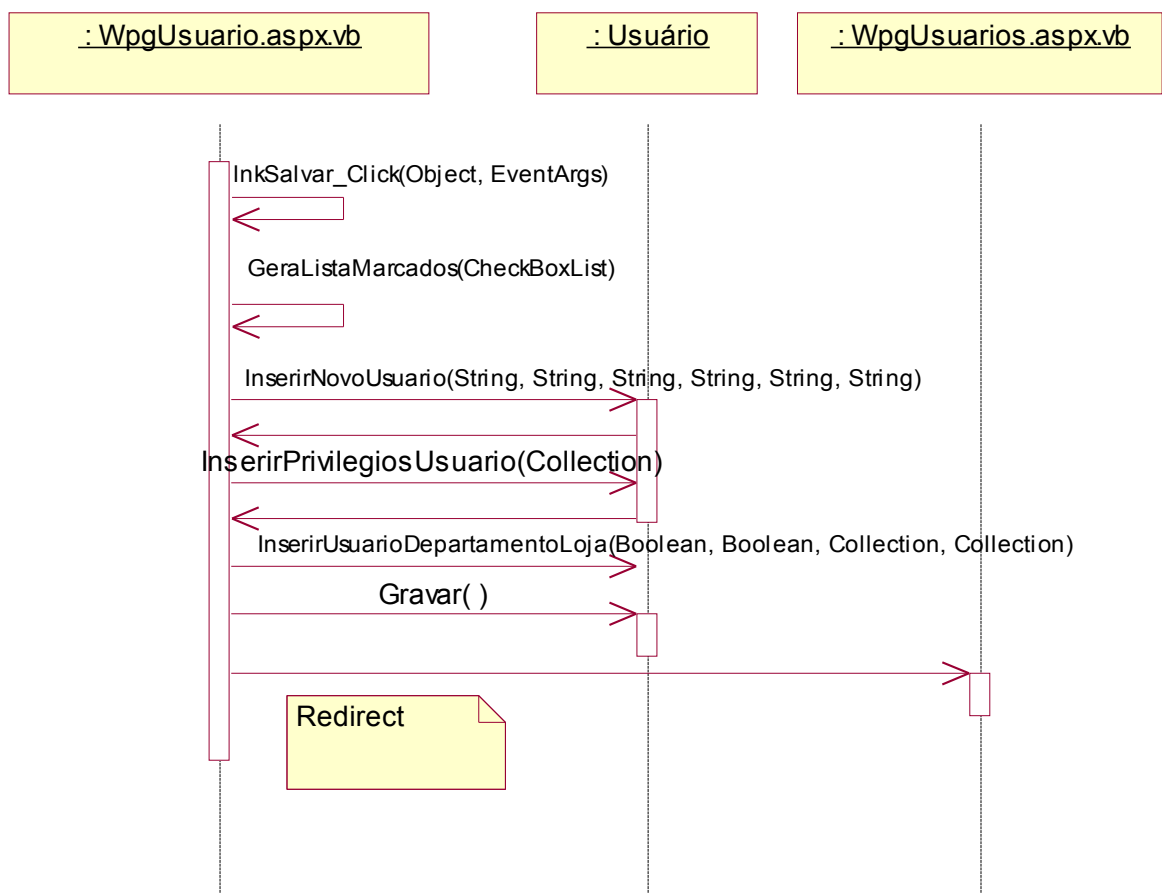 : WpgUsuario.aspx.vb
: Usuário
: WpgUsuarios.aspx.vb
lnkSalvar_Click(Object, EventArgs)
GeraListaMarcados(CheckBoxList)
InserirNovoUsuario(String, String, String, String, String, String)
InserirPrivilegiosUsuario(Collection)
InserirUsuarioDepartamentoLoja(Boolean, Boolean, Collection, Collection)
Gravar( )
Redirect